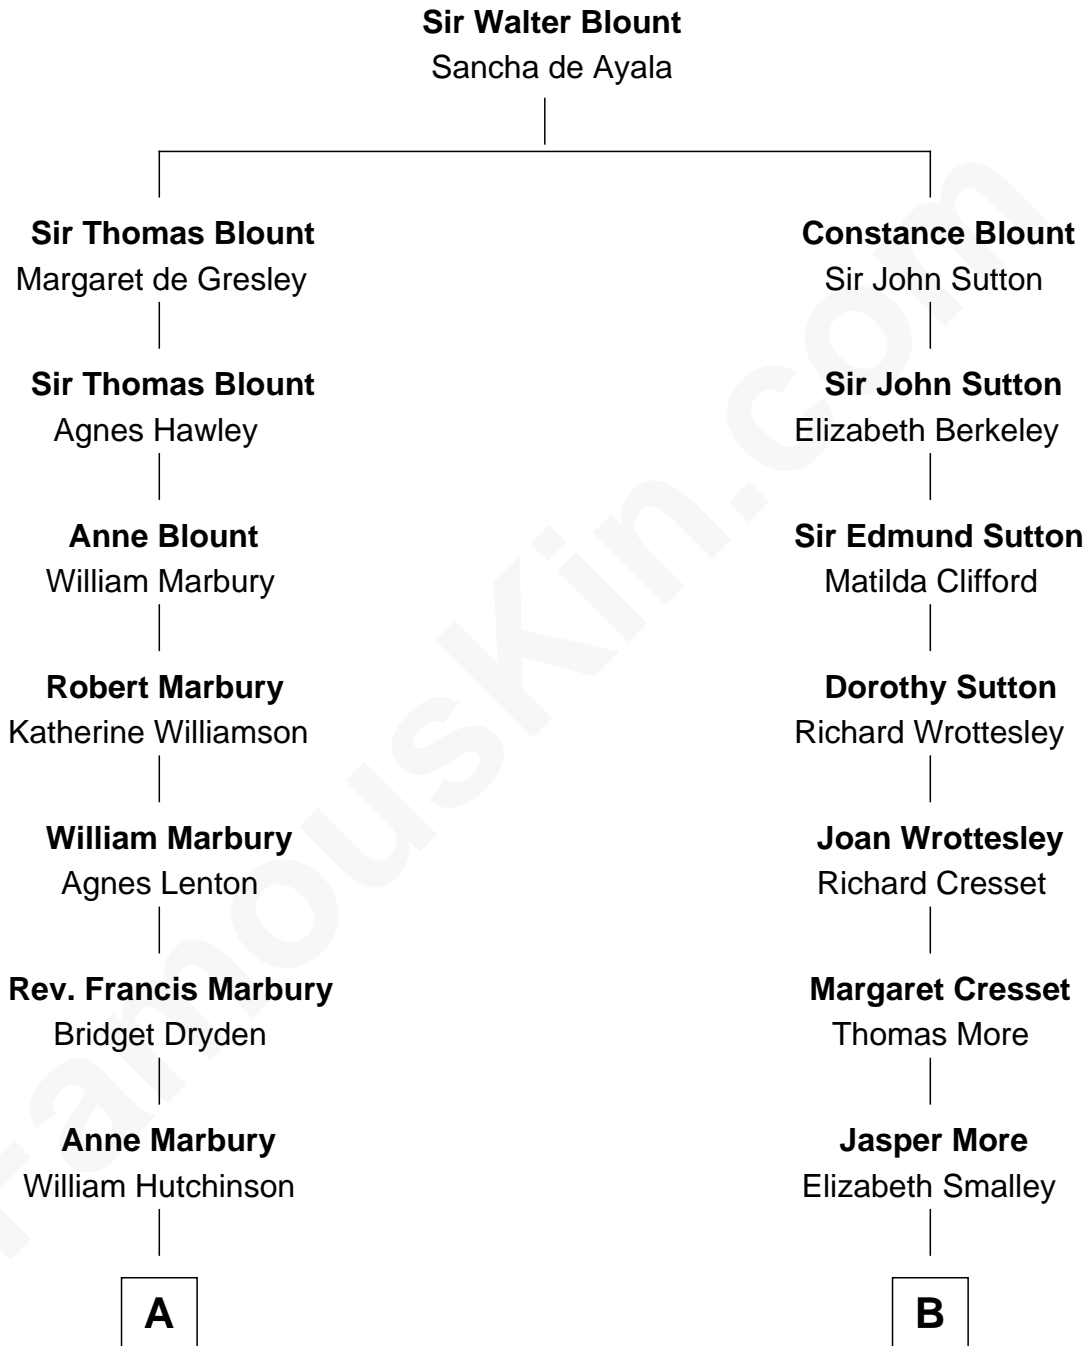 Sir Walter Blount
Sancha de Ayala
Sir Thomas Blount
Margaret de Gresley
Sir Thomas Blount
Agnes Hawley
Anne Blount
William Marbury
Robert Marbury
Katherine Williamson
William Marbury
Agnes Lenton
Rev. Francis Marbury
Bridget Dryden
Anne Marbury
William Hutchinson
A
Constance Blount
Sir John Sutton
Sir John Sutton
Elizabeth Berkeley
Sir Edmund Sutton
Matilda Clifford
Dorothy Sutton
Richard Wrottesley
Joan Wrottesley
Richard Cresset
Margaret Cresset
Thomas More
Jasper More
Elizabeth Smalley
B
FamousKin.com